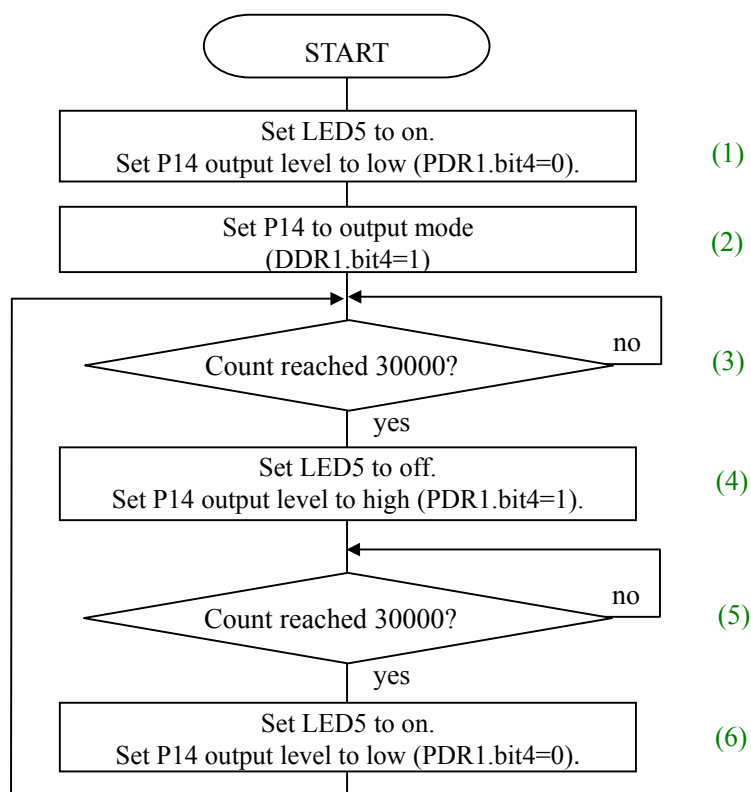 START
Set LED5 to on.
Set P14 output level to low (PDR1.bit4=0).
(1)
Set P14 to output mode
(DDR1.bit4=1)
(2)
no
Count reached 30000?
(3)
yes
Set LED5 to off.
Set P14 output level to high (PDR1.bit4=1).
(4)
no
Count reached 30000?
(5)
yes
Set LED5 to on.
Set P14 output level to low (PDR1.bit4=0).
(6)